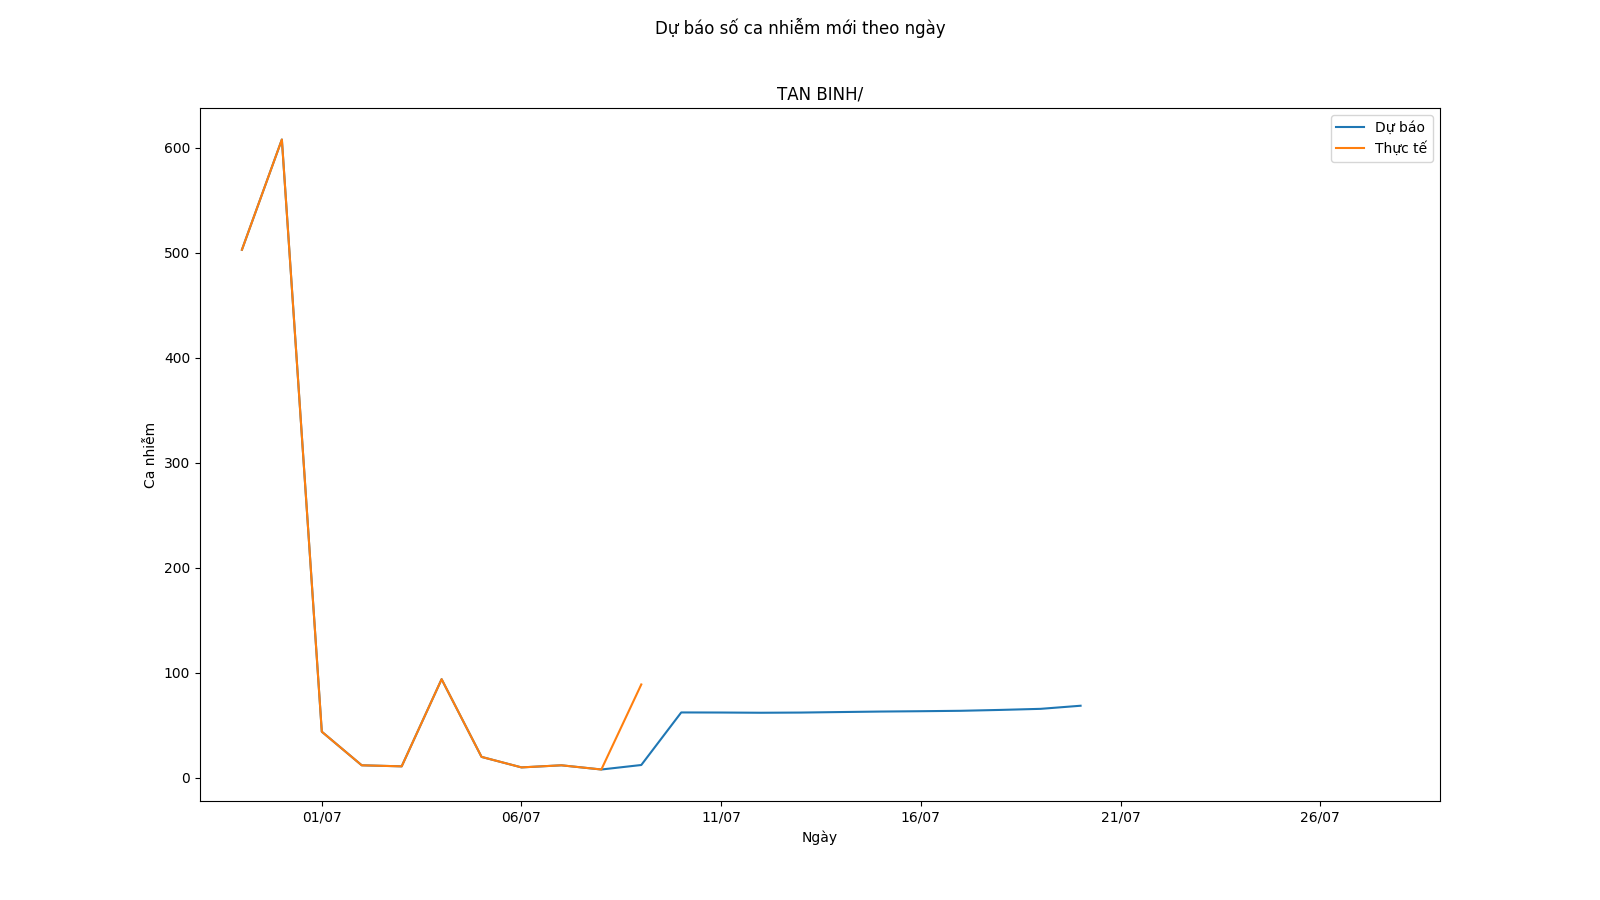 Dự báo số ca nhiễm mới theo ngày
TAN BINH/
Dự báo
Thực tế
600
500
400
300
200
100
0
Ca nhiễm
01/07
06/07
11/07
16/07
21/07
26/07
Ngày